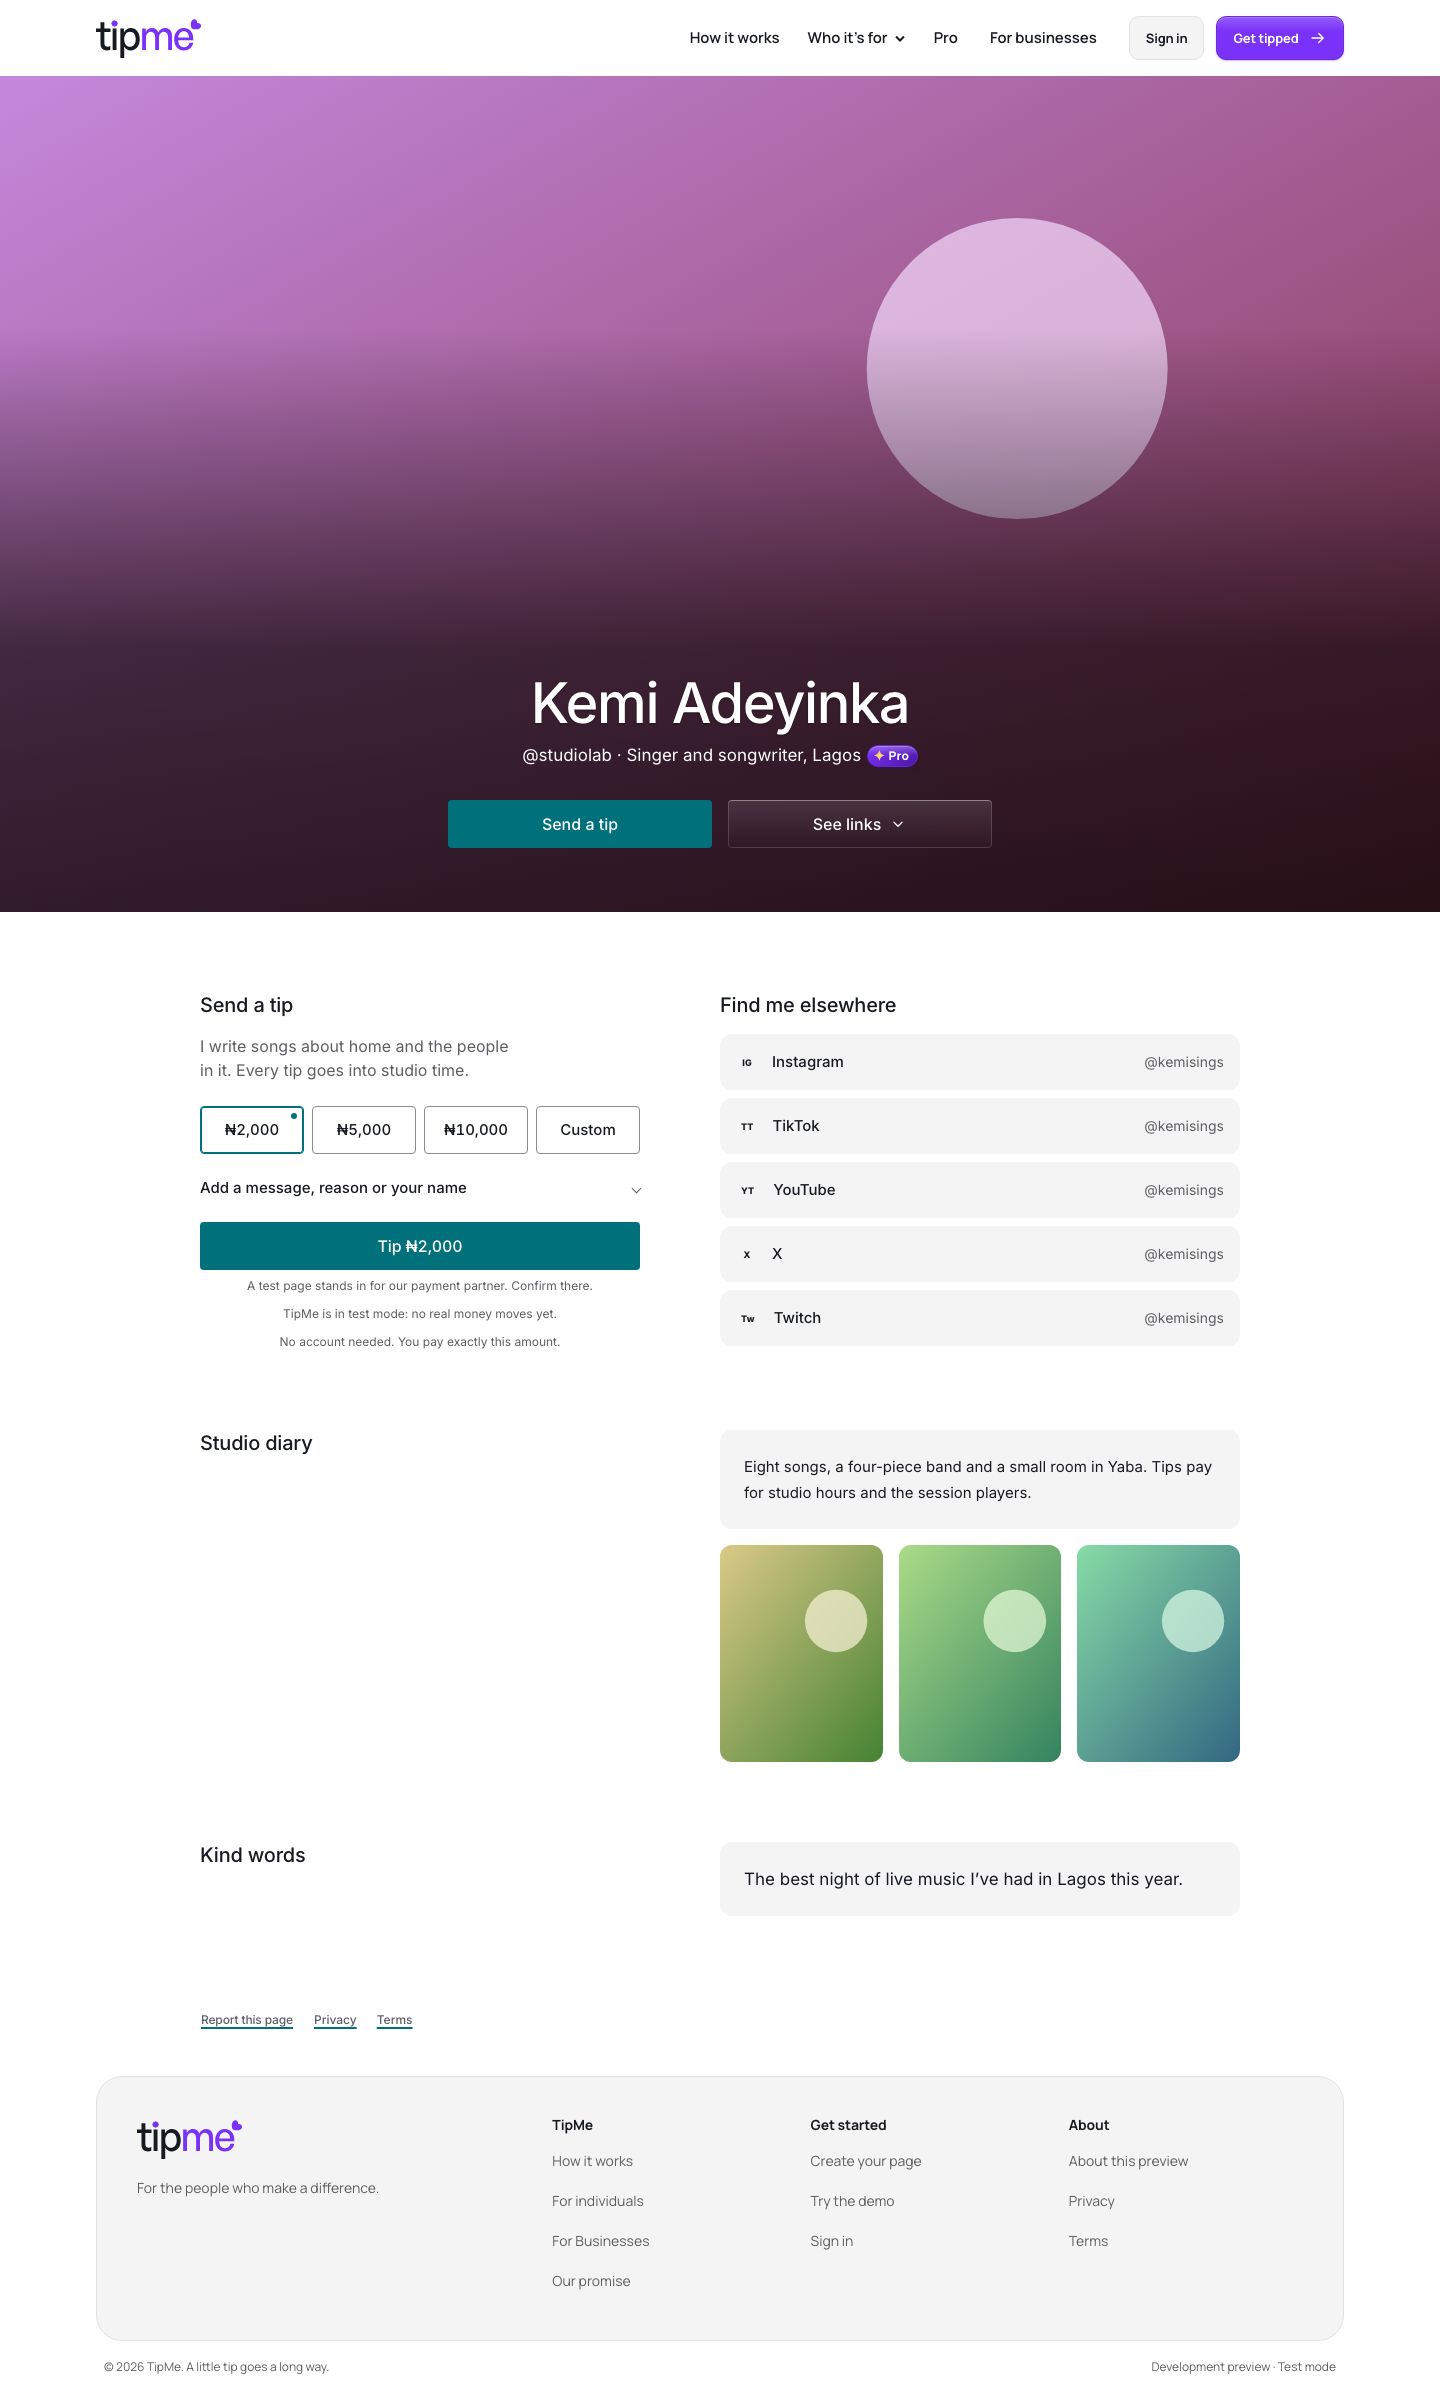 tipme
How it works
Who it's for
Pro
For businesses
Sign in
Get tipped
Kemi Adeyinka
@studiolab · Singer and songwriter, Lagos
Pro
Send a tip
See links
Send a tip
I write songs about home and the people
in it. Every tip goes into studio time.
₦2,000
₦5,000
₦10,000
Custom
Add a message, reason or your name
Tip ₦2,000
A test page stands in for our payment partner. Confirm there.
TipMe is in test mode: no real money moves yet.
No account needed. You pay exactly this amount.
Find me elsewhere
IG Instagram @kemisings
TT TikTok @kemisings
YT YouTube @kemisings
X X @kemisings
Tw Twitch @kemisings
Studio diary
Eight songs, a four-piece band and a small room in Yaba. Tips pay
for studio hours and the session players.
Kind words
The best night of live music I’ve had in Lagos this year.
Report this page
Privacy
Terms
tipme
For the people who make a difference.
TipMe
How it works
For individuals
For Businesses
Our promise
Get started
Create your page
Try the demo
Sign in
About
About this preview
Privacy
Terms
© 2026 TipMe. A little tip goes a long way.
Development preview · Test mode